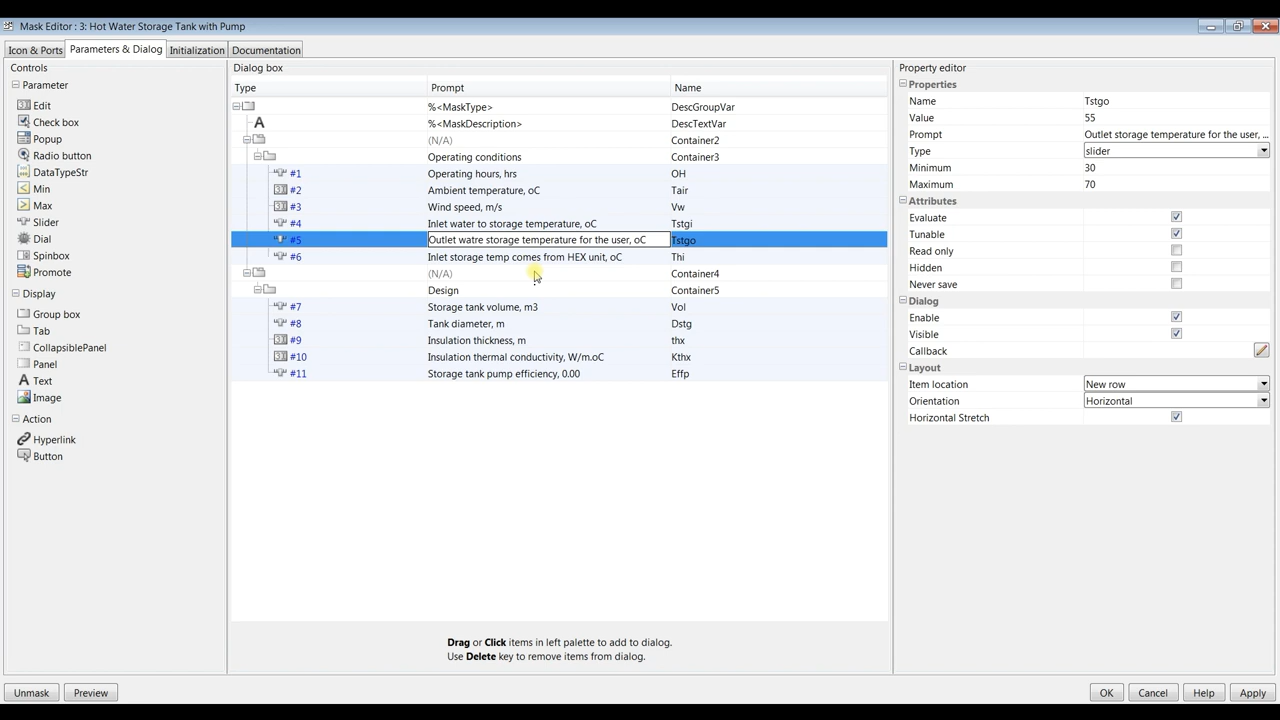 Mask Editor : 3: Hot Water Storage Tank with Pump
Icon & Ports Parameters & Dialog Initialization Documentation
Controls
Parameter
Edit
Check box
Popup
Radio button
DataTypeStr
Min
Max
Slider
Dial
Spinbox
Promote
Display
Group box
Tab
CollapsiblePanel
Panel
A Text
Image
Action
Hyperlink
Button
Dialog box
Type Prompt Name
%<MaskType> DescGroupVar
A %<MaskDescription> DescTextVar
(N/A) Container2
Operating conditions Container3
#1 Operating hours, hrs OH
#2 Ambient temperature, oC Tair
#3 Wind speed, m/s Vw
#4 Inlet water to storage temperature, oC Tstgi
#5 Outlet watre storage temperature for the user, oC Tstgo
#6 Inlet storage temp comes from HEX unit, oC Thi
(N/A) Container4
Design Container5
#7 Storage tank volume, m3 Vol
#8 Tank diameter, m Dstg
#9 Insulation thickness, m thx
#10 Insulation thermal conductivity, W/m.oC Kthx
#11 Storage tank pump efficiency, 0.00 Effp
Drag or Click items in left palette to add to dialog.
Use Delete key to remove items from dialog.
Property editor
Properties
Name Tstgo
Value 55
Prompt Outlet storage temperature for the user, ...
Type slider
Minimum 30
Maximum 70
Attributes
Evaluate
Tunable
Read only
Hidden
Never save
Dialog
Enable
Visible
Callback
Layout
Item location New row
Orientation Horizontal
Horizontal Stretch
Unmask Preview OK Cancel Help Apply